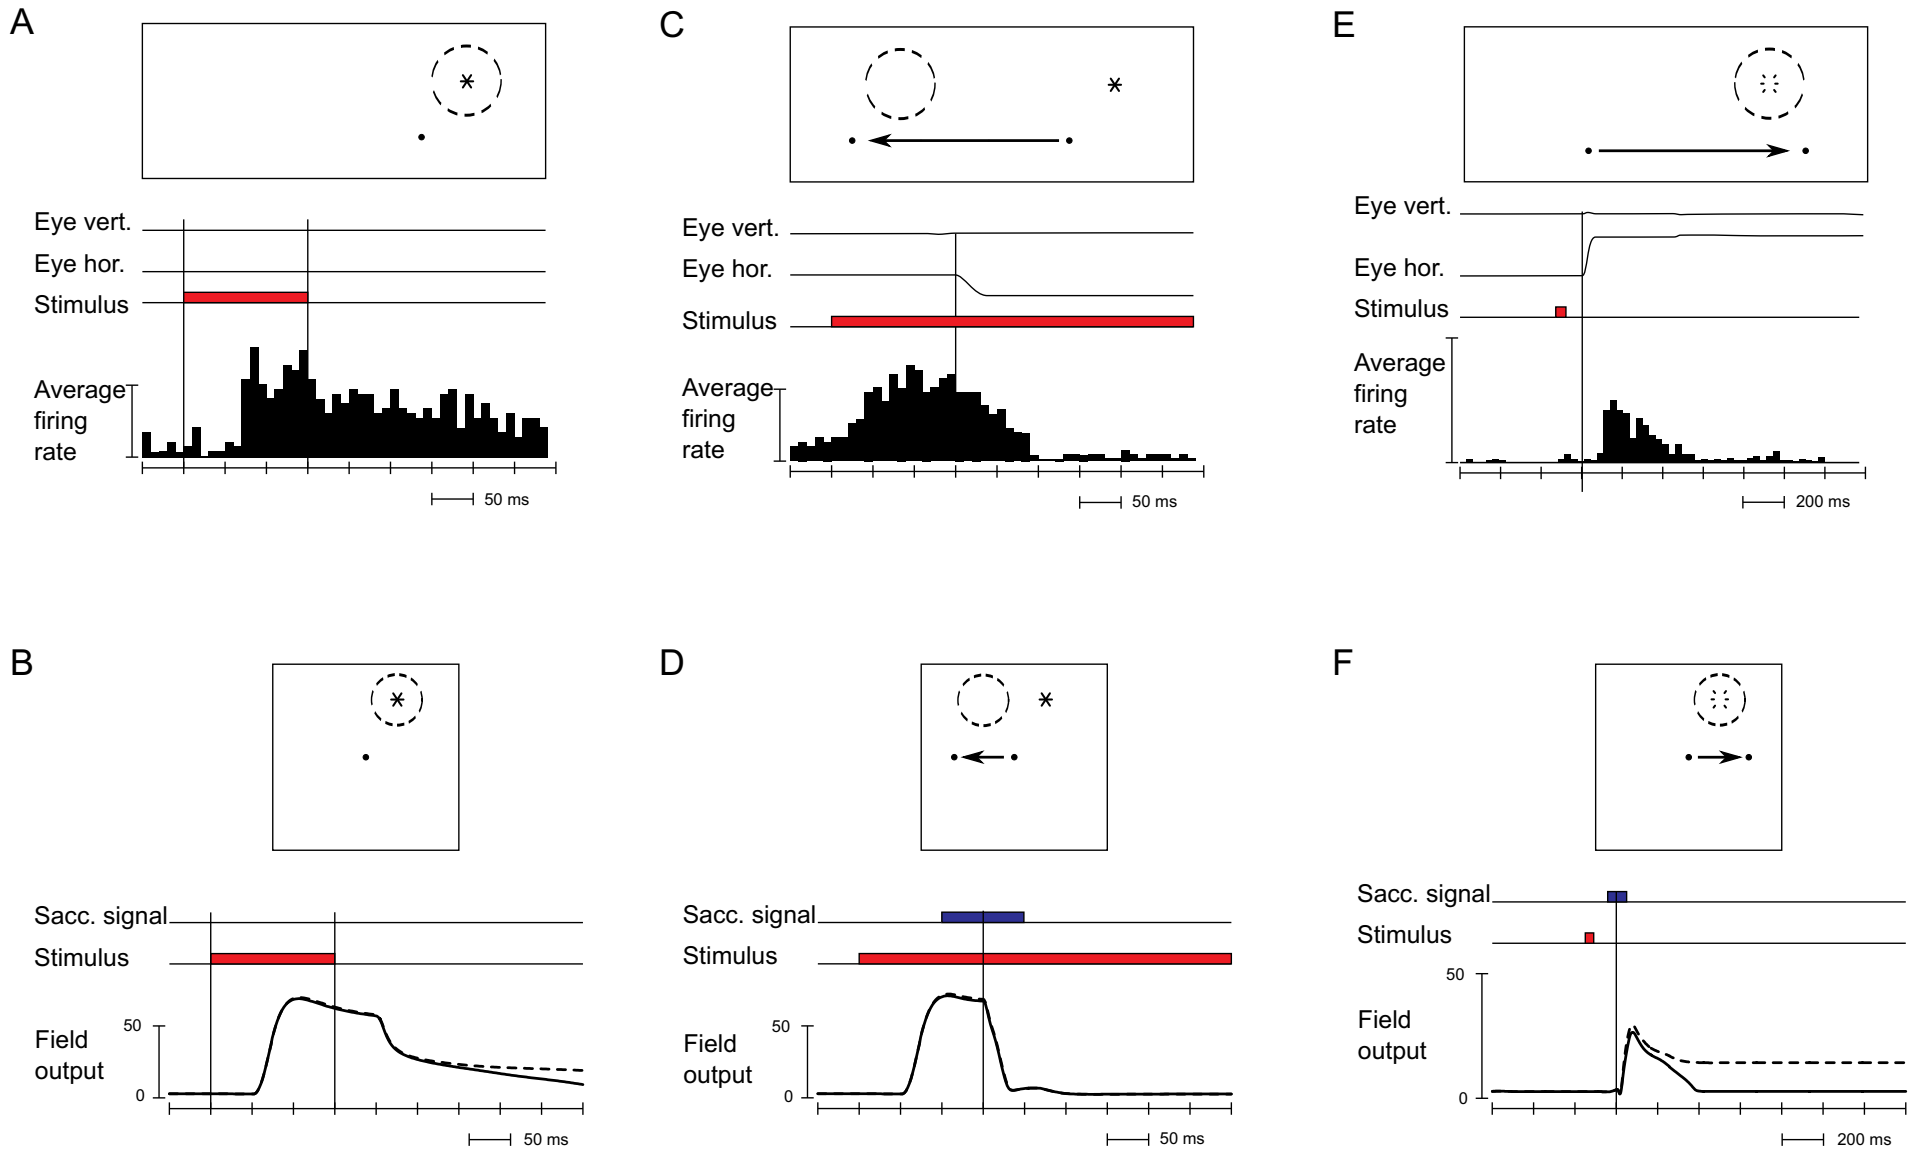 A
Eye vert.
Eye hor.
Stimulus
Average
firing
rate
50 ms
C
Eye vert.
Eye hor.
Stimulus
Average
firing
rate
50 ms
E
Eye vert.
Eye hor.
Stimulus
Average
firing
rate
200 ms
B
Sacc. signal
Stimulus
50
Field
output
0
50 ms
D
Sacc. signal
Stimulus
50
Field
output
0
50 ms
F
Sacc. signal
Stimulus
50
Field
output
0
200 ms